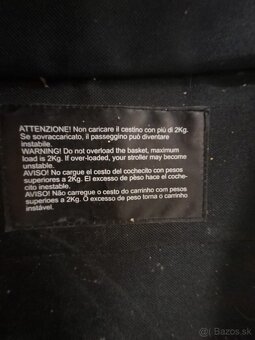 ATTENZIONE! Non caricare il cestino con più di 2Kg.
Se sovraccaricato, il passeggino può diventare
instabile.
WARNING! Do not overload the basket, maximum
load is 2Kg. If over-loaded, your stroller may become
unstable.
AVISO! No cargue el cesto del cochecito con pesos
superiores a 2Kg. El exceso de pèso hace el coche-
cito inestable.
AVISO! Não carregue o cesto do carrinho com pesos
superioes a 2Kg. O excesso de peso torna o carrinho
instável.
bazos.sk